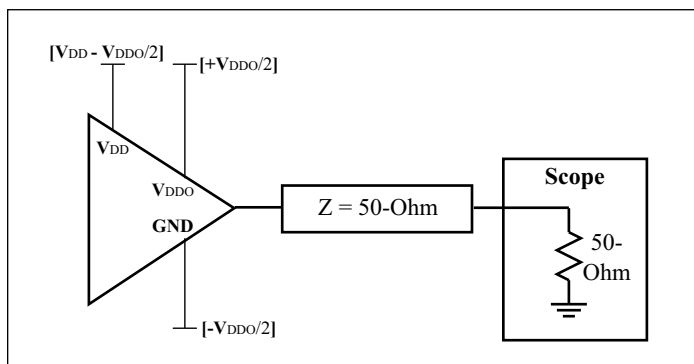 [VDD - VDDO/2]
[+VDDO/2]
VDD
VDDO
GND
Z = 50-Ohm
Scope
50-
Ohm
[-VDDO/2]